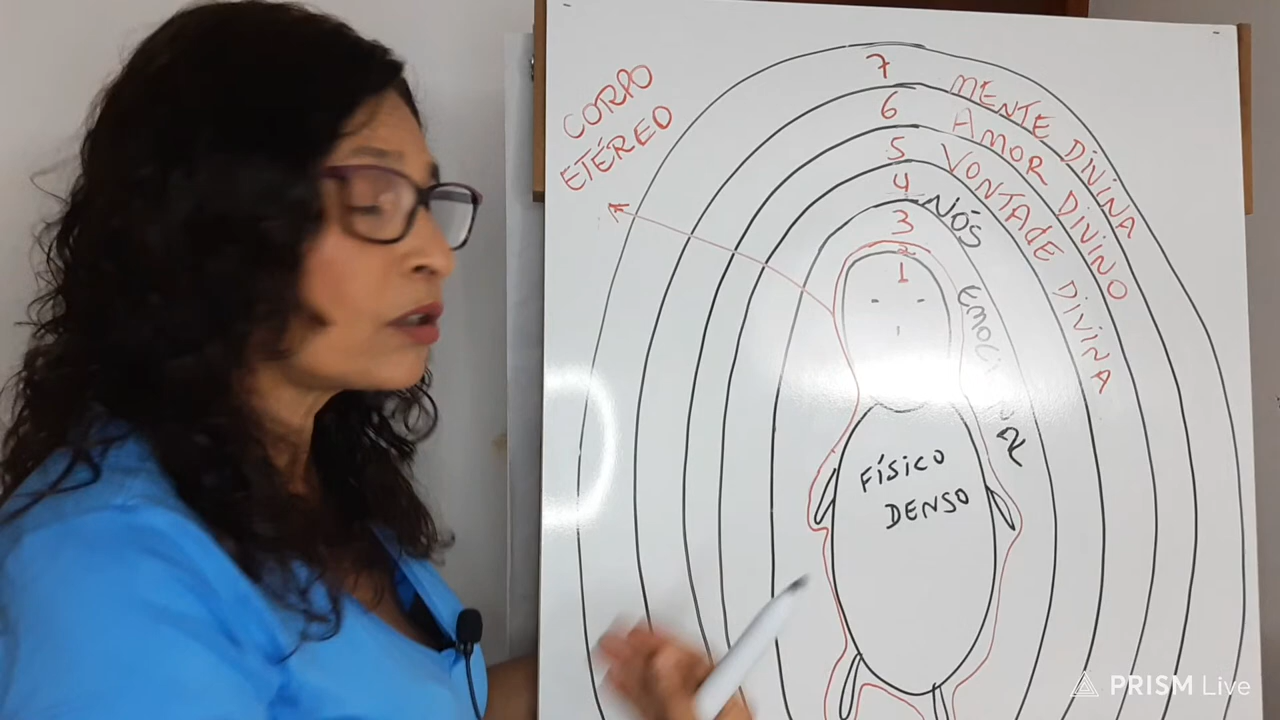 CORPO
ETÉREO
7
MENTE DIVINA
6
AMOR DIVINO
5
VONTADE DIVINA
4
NÓS
3
2
1
FÍSICO
DENSO
PRISM Live